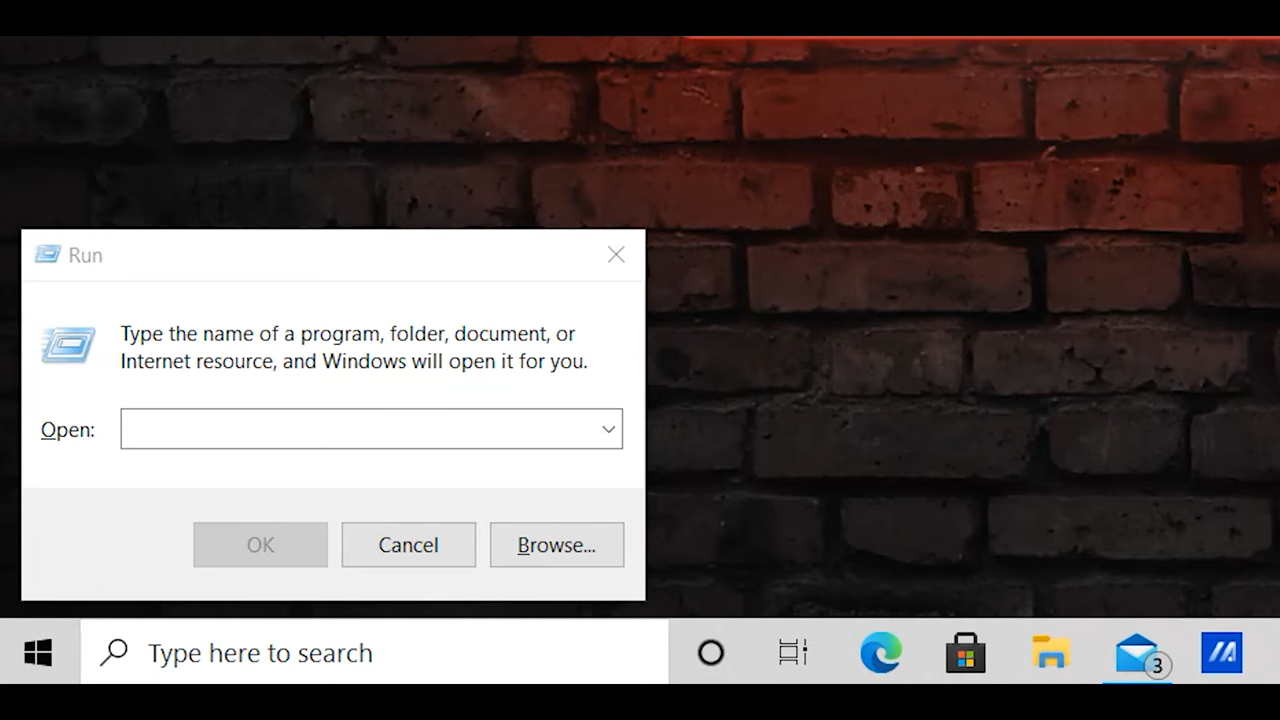 Run
Type the name of a program, folder, document, or
Internet resource, and Windows will open it for you.
Open:
OK
Cancel
Browse...
Type here to search
3